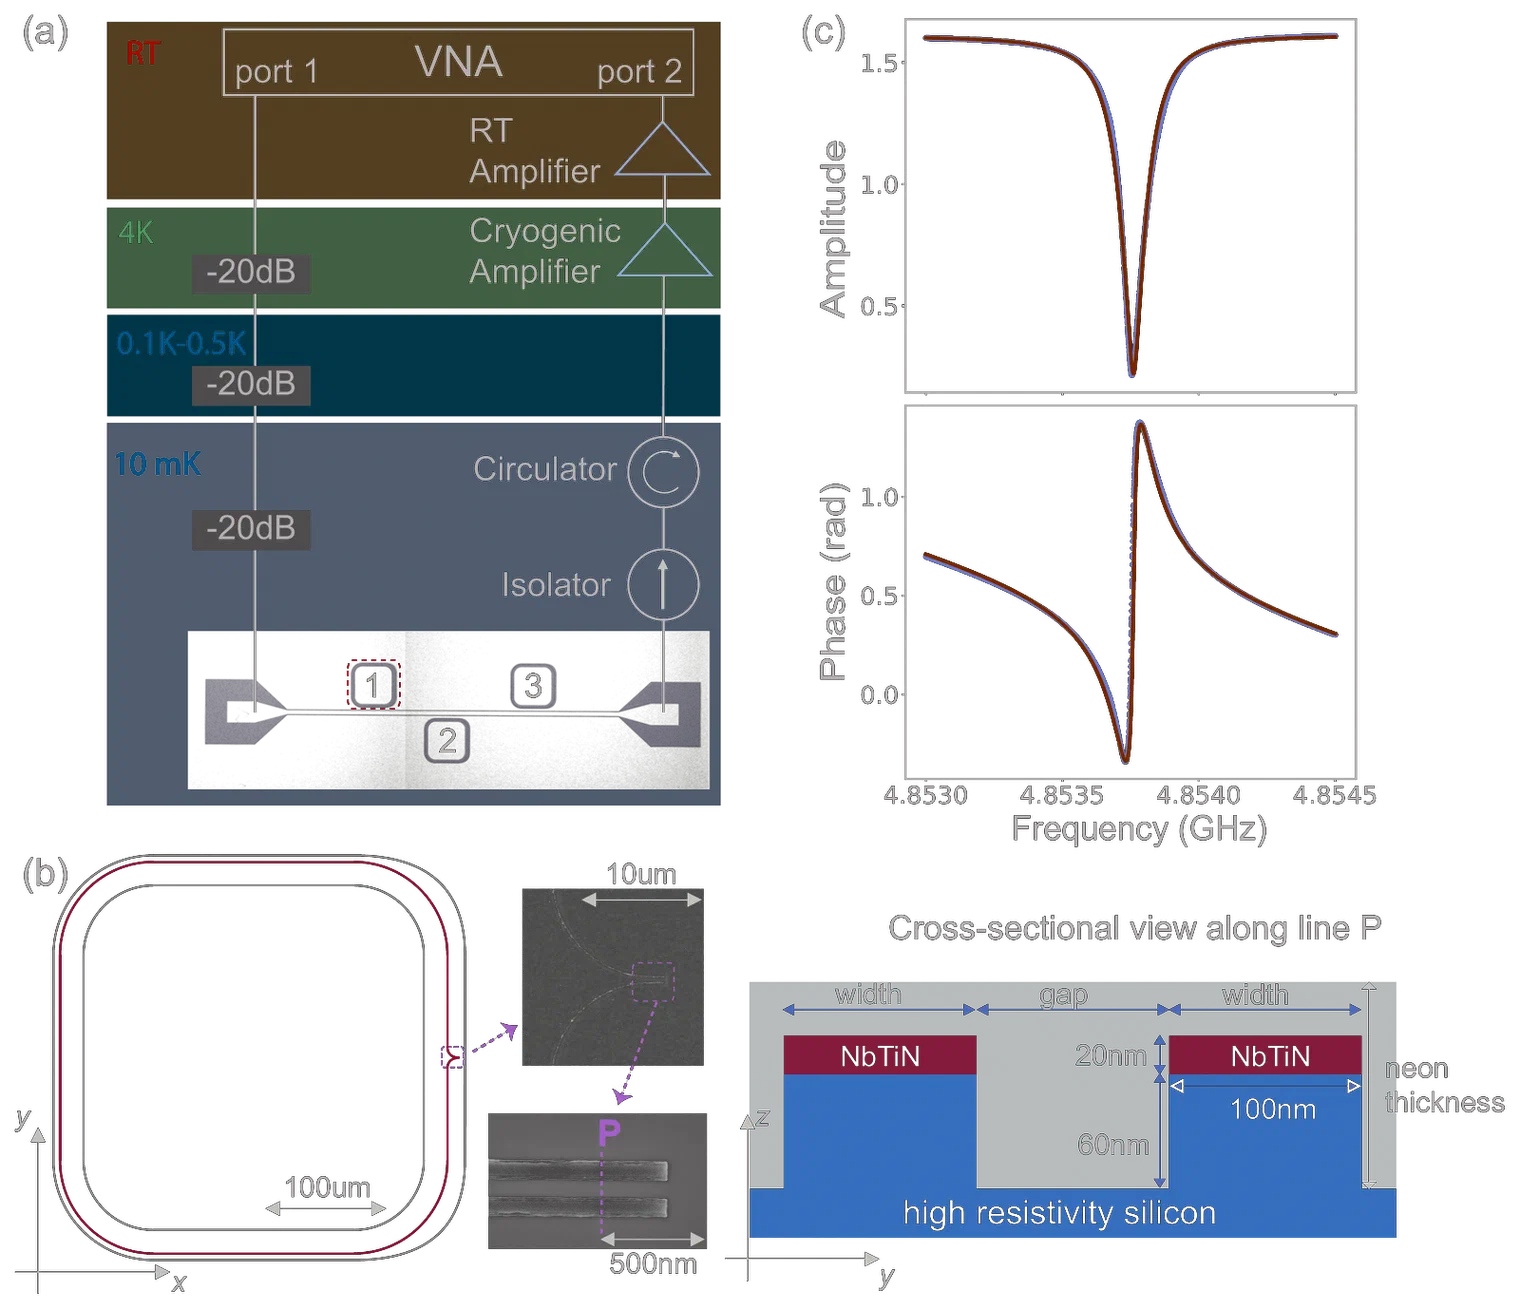 (a)
RT
VNA
port 1
port 2
RT
Amplifier
4K
Cryogenic
Amplifier
-20dB
0.1K-0.5K
-20dB
10 mK
Circulator
-20dB
Isolator
1
3
2
(c)
1.5
1.0
0.5
Amplitude
1.0
0.5
0.0
Phase (rad)
4.8530 4.8535 4.8540 4.8545
Frequency (GHz)
(b)
10um
P
500nm
100um
y
x
Cross-sectional view along line P
width gap width
NbTiN 20nm NbTiN
neon
thickness
100nm
60nm
z
high resistivity silicon
y